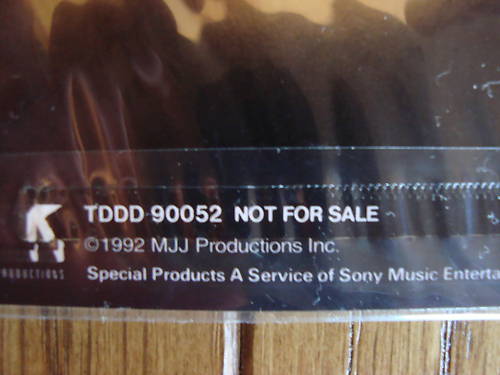 TDDD-90052 NOT FOR SALE
©1992 MJJ Productions Inc.
Special Products A Service of Sony Music Enterta